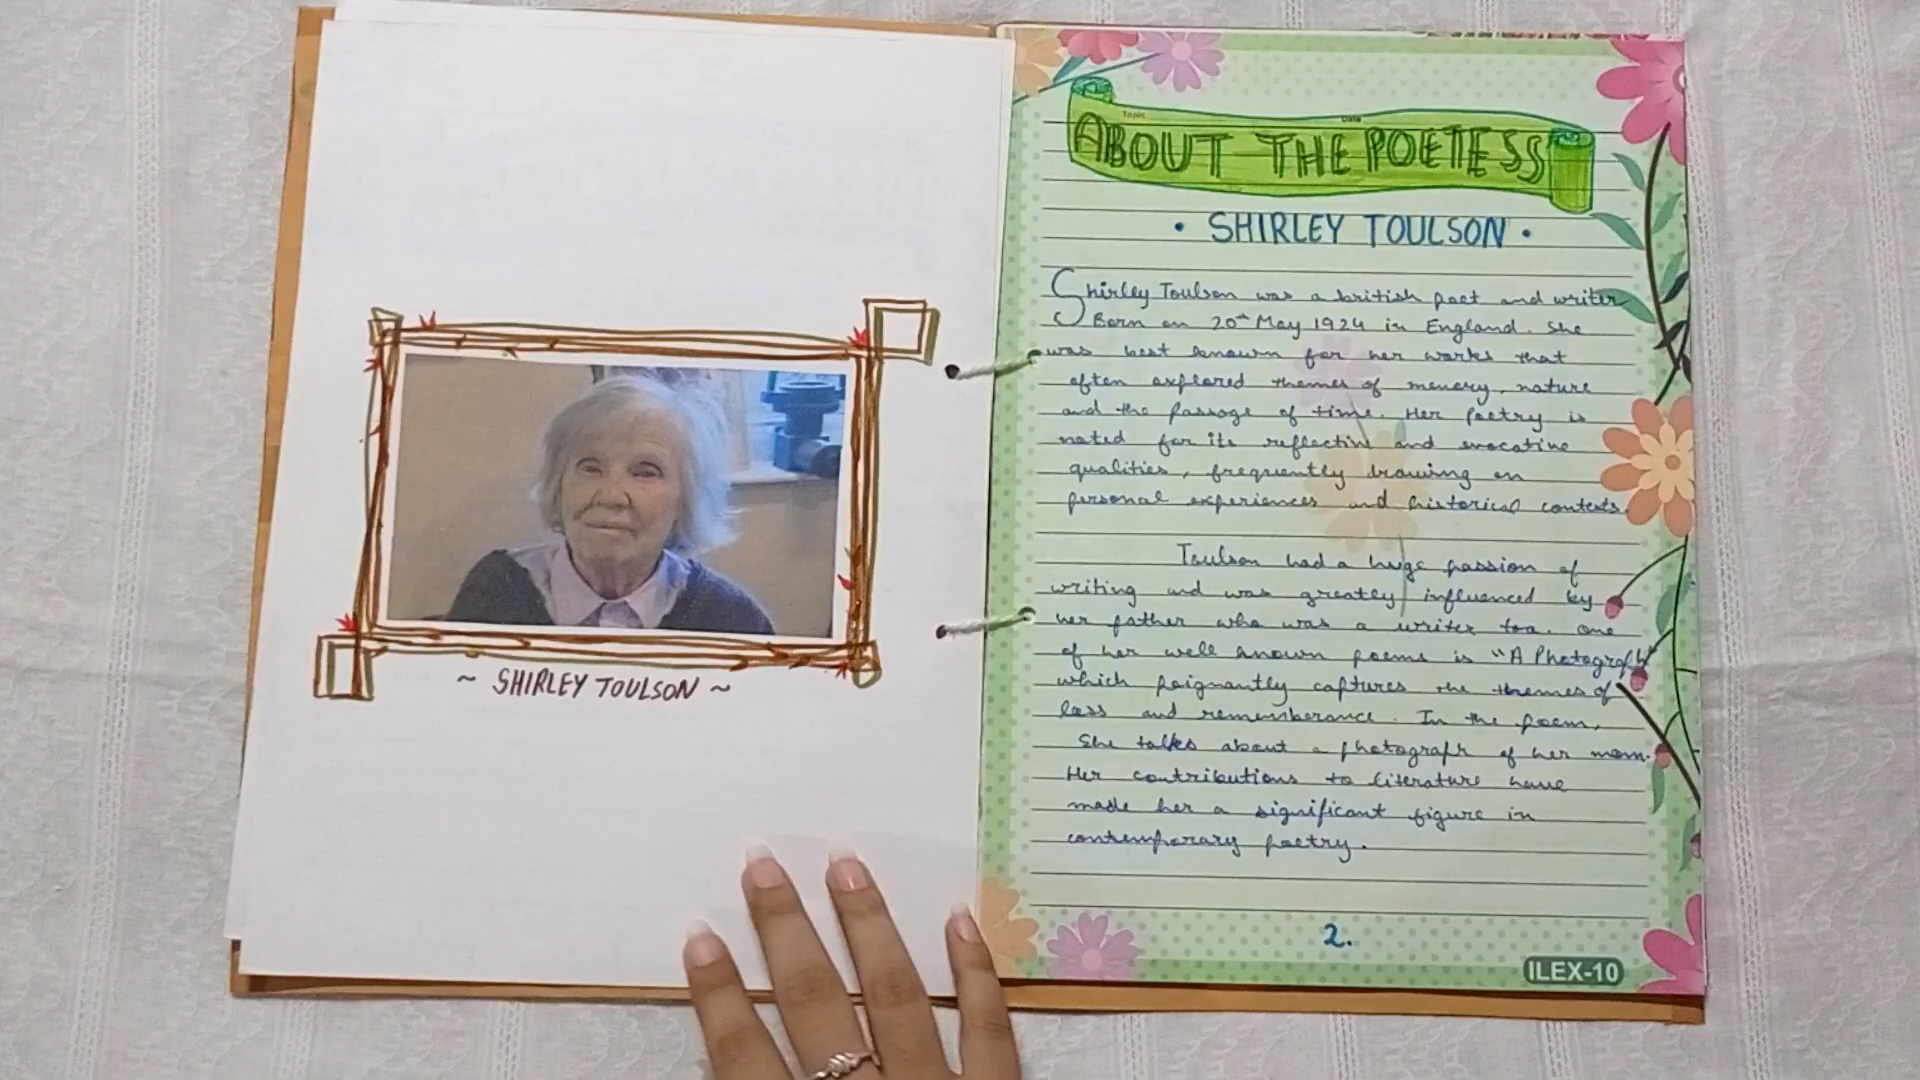 ~ SHIRLEY TOULSON ~
Topic
Date
ABOUT THE POETESS
• SHIRLEY TOULSON •
Shirley Toulson was a british poet and writer
Born on 20th May 1924 in England. She
was best known for her works that
often explored themes of memory, nature
and the passage of time. Her poetry is
noted for its reflective and evocative
qualities, frequently drawing on
personal experiences and historical contexts.
Toulson had a huge passion of
writing and was greatly influenced by
her father who was a writer too. One
of her well known poems is "A Photograph"
which poignantly captures the themes of
loss and rememberance. In the poem,
She talks about a photograph of her mom.
Her contributions to literature have
made her a significant figure in
contemporary poetry.
2.
ILEX-10